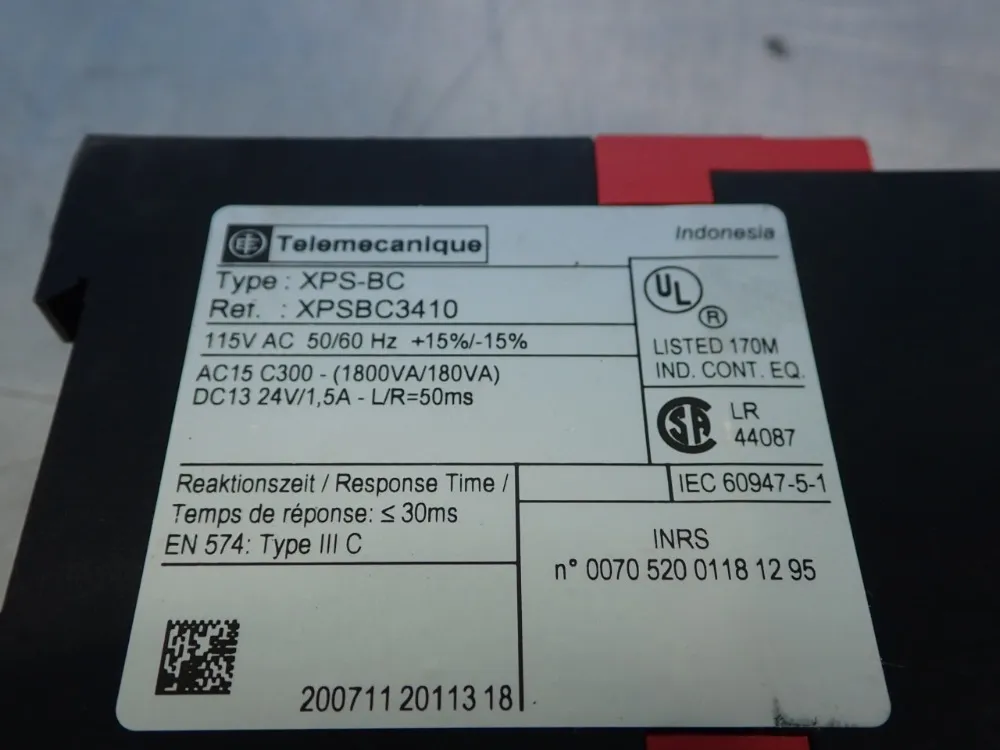 Telemecanique
Indonesia
Type : XPS-BC
Ref. : XPSBC3410
115V AC 50/60 Hz +15%/-15%
AC15 C300 - (1800VA/180VA)
DC13 24V/1,5A - L/R=50ms
UL
®
LISTED 170M
IND. CONT. EQ.
SA
LR
44087
Reaktionszeit / Response Time /
Temps de réponse: ≤ 30ms
EN 574: Type III C
IEC 60947-5-1
INRS
n° 0070 520 0118 12 95
200711 20113 18